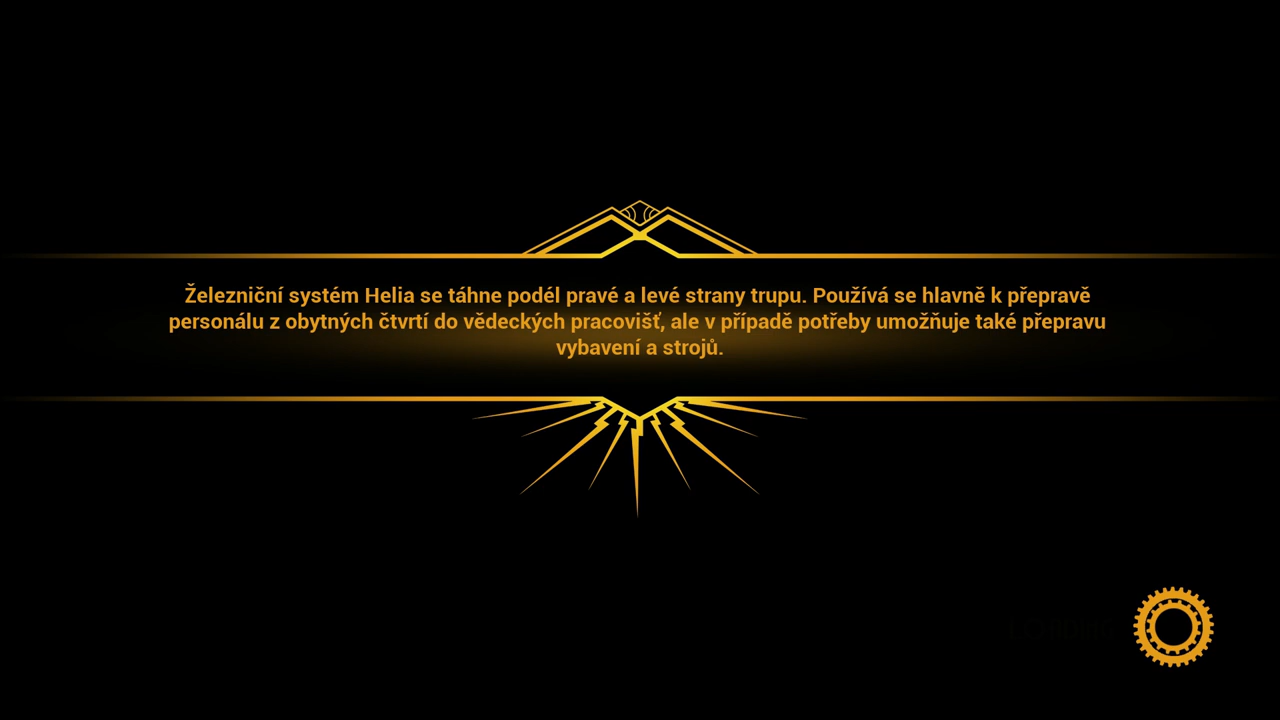 Železniční systém Helia se táhne podél pravé a levé strany trupu. Používá se hlavně k přepravě
personálu z obytných čtvrtí do vědeckých pracovišť, ale v případě potřeby umožňuje také přepravu
vybavení a strojů.